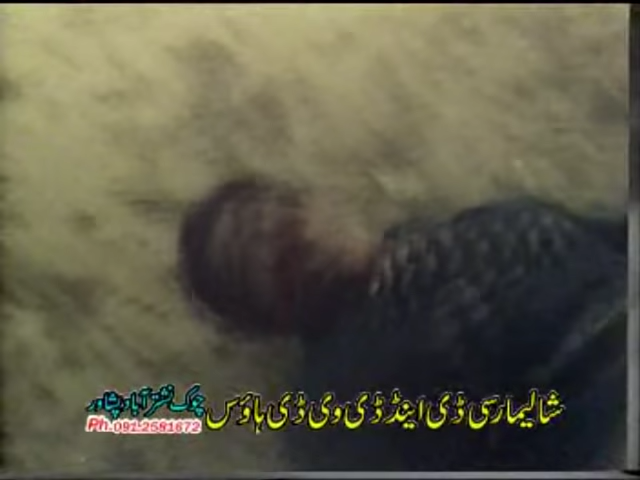 شالیمار سی ڈی اینڈ ڈی وی ڈی ہاؤس
چوک نشتر آباد پشاور
Ph.091.2581672